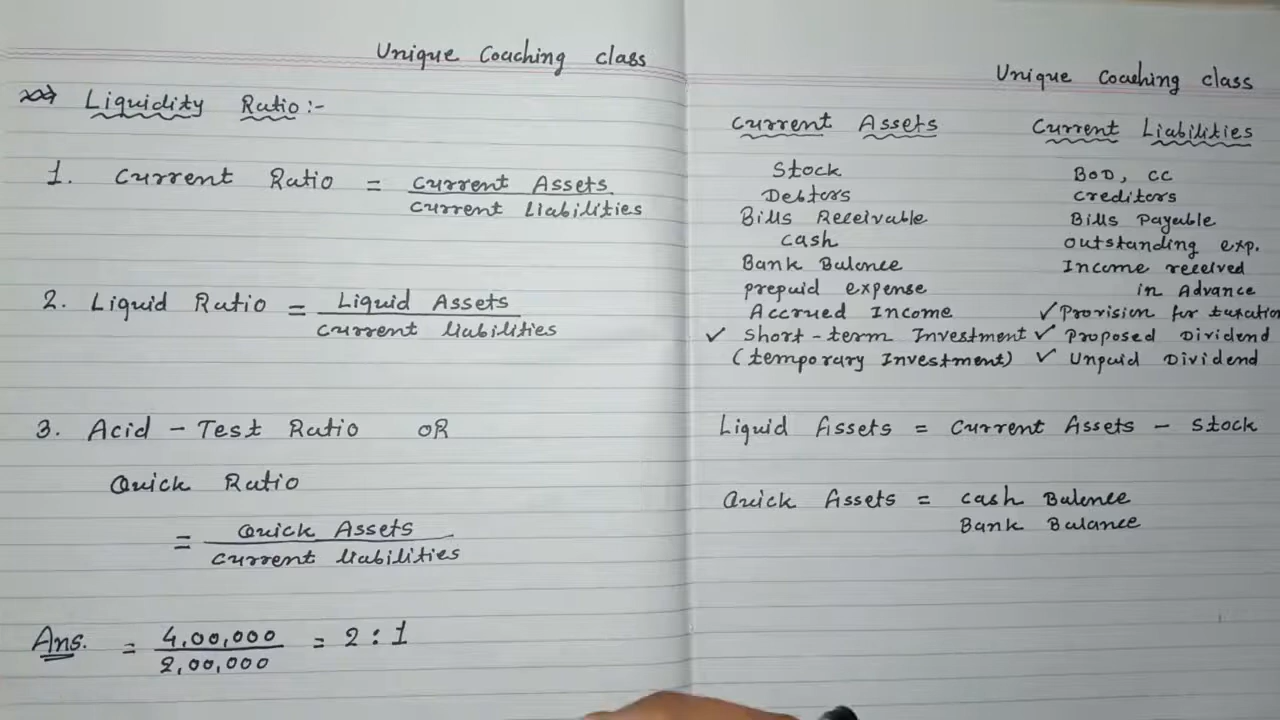 Unique Coaching class
Liquidity Ratio :-
1. Current Ratio = Current Assets
Current Liabilities
2. Liquid Ratio = Liquid Assets
Current liabilities
3. Acid - Test Ratio OR
Quick Ratio
= Quick Assets
Current liabilities
Ans. = 4,00,000 = 2 : 1
2,00,000
Unique Coaching class
Current Assets
Stock
Debtors
Bills Receivable
Cash
Bank Balance
prepaid expense
Accrued Income
✓ Short - term Investment
(temporary Investment)
Current Liabilities
BOD, CC
Creditors
Bills Payable
Outstanding exp.
Income received
in Advance
✓ Provision for taxation
✓ Proposed Dividend
✓ Unpaid Dividend
Liquid Assets = Current Assets - Stock
Quick Assets = Cash Balance
Bank Balance